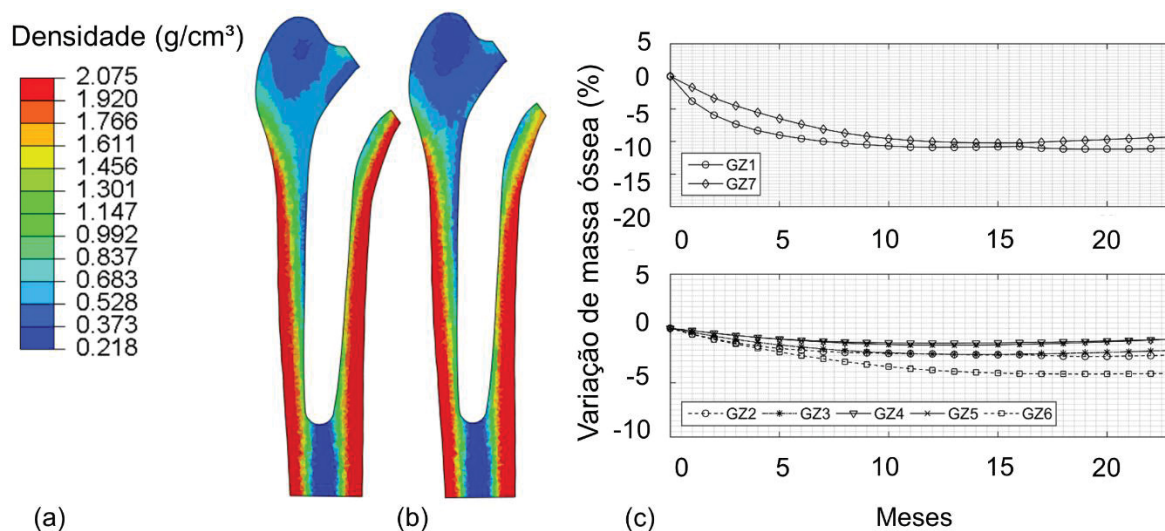 Densidade (g/cm³)
2.075
1.920
1.766
1.611
1.456
1.301
1.147
0.992
0.837
0.683
0.528
0.373
0.218
(a)
(b)
(c)
Variação de massa óssea (%)
5
0
-5
-10
-15
-20
GZ1
GZ7
0 5 10 15 20
5
0
-5
-10
GZ2 GZ3 GZ4 GZ5 GZ6
0 5 10 15 20
Meses